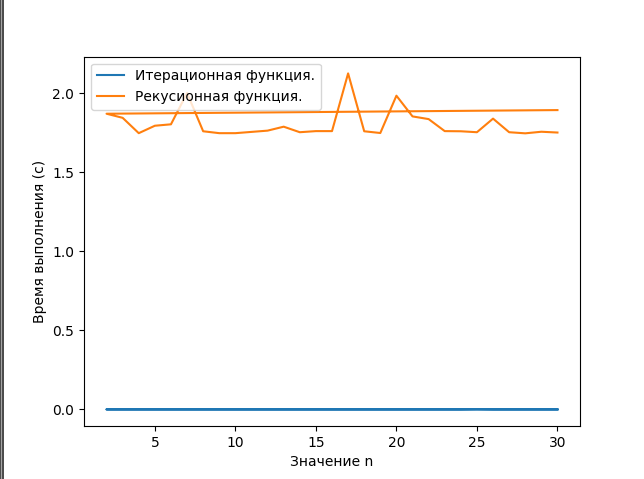 Итерационная функция.
Рекусионная функция.
2.0
1.5
1.0
0.5
0.0
Время выполнения (с)
5 10 15 20 25 30
Значение n